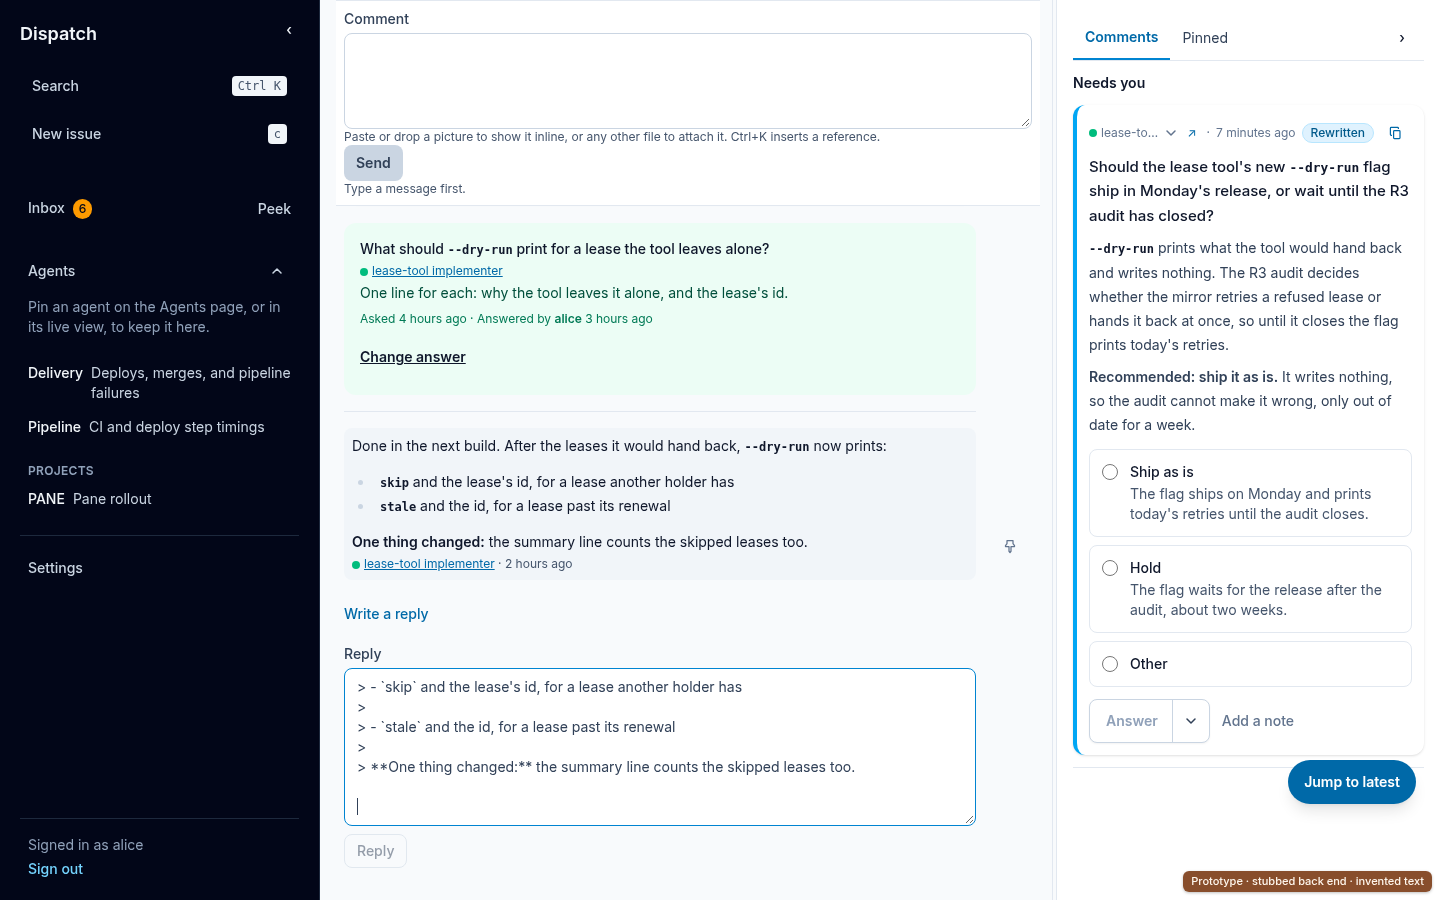 Dispatch
Search
Ctrl K
New issue
c
Inbox 6
Peek
Agents
Pin an agent on the Agents page, or in
its live view, to keep it here.
Delivery Deploys, merges, and pipeline
failures
Pipeline CI and deploy step timings
PROJECTS
PANE Pane rollout
Settings
Signed in as alice
Sign out
Comment
Paste or drop a picture to show it inline, or any other file to attach it. Ctrl+K inserts a reference.
Send
Type a message first.
What should --dry-run print for a lease the tool leaves alone?
lease-tool implementer
One line for each: why the tool leaves it alone, and the lease's id.
Asked 4 hours ago · Answered by alice 3 hours ago
Change answer
Done in the next build. After the leases it would hand back, --dry-run now prints:
skip and the lease's id, for a lease another holder has
stale and the id, for a lease past its renewal
One thing changed: the summary line counts the skipped leases too.
lease-tool implementer · 2 hours ago
Write a reply
Reply
> - `skip` and the lease's id, for a lease another holder has
>
> - `stale` and the id, for a lease past its renewal
>
> **One thing changed:** the summary line counts the skipped leases too.
Reply
Comments
Pinned
Needs you
lease-to... · 7 minutes ago Rewritten
Should the lease tool's new --dry-run flag
ship in Monday's release, or wait until the R3
audit has closed?
--dry-run prints what the tool would hand back
and writes nothing. The R3 audit decides
whether the mirror retries a refused lease or
hands it back at once, so until it closes the flag
prints today's retries.
Recommended: ship it as is. It writes nothing,
so the audit cannot make it wrong, only out of
date for a week.
Ship as is
The flag ships on Monday and prints
today's retries until the audit closes.
Hold
The flag waits for the release after the
audit, about two weeks.
Other
Answer
Add a note
Jump to latest
Prototype · stubbed back end · invented text